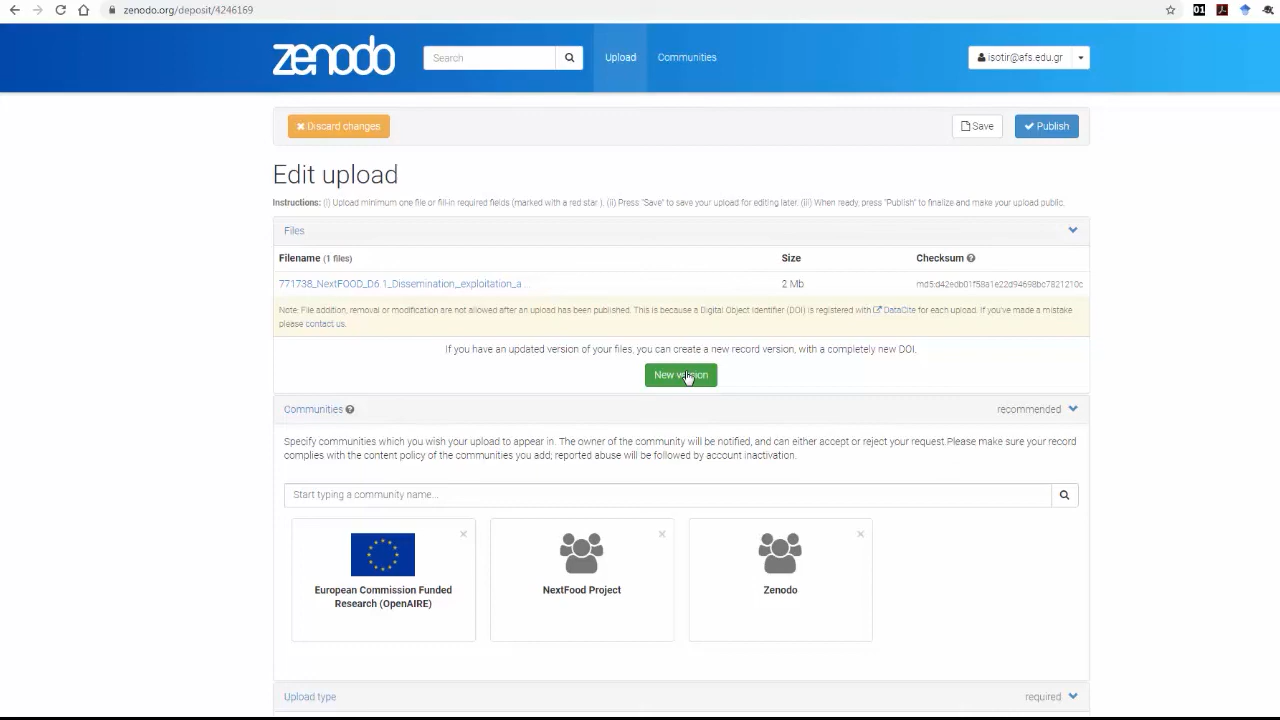 zenodo.org/deposit/4246169
zenodo
Search
Upload
Communities
isotir@afs.edu.gr
Discard changes
Save
Publish
Edit upload
Instructions: (i) Upload minimum one file or fill-in required fields (marked with a red star ). (ii) Press "Save" to save your upload for editing later. (iii) When ready, press "Publish" to finalize and make your upload public.
Files
Filename (1 files) Size Checksum
771738_NextFOOD_D6.1_Dissemination_exploitation_a ... 2 Mb md5:d42edb01f58a1e22d94698bc7821210c
Note: File addition, removal or modification are not allowed after an upload has been published. This is because a Digital Object Identifier (DOI) is registered with DataCite for each upload. If you've made a mistake
please contact us.
If you have an updated version of your files, you can create a new record version, with a completely new DOI.
New version
Communities recommended
Specify communities which you wish your upload to appear in. The owner of the community will be notified, and can either accept or reject your request.Please make sure your record
complies with the content policy of the communities you add; reported abuse will be followed by account inactivation.
Start typing a community name...
European Commission Funded
Research (OpenAIRE)
NextFood Project
Zenodo
Upload type required